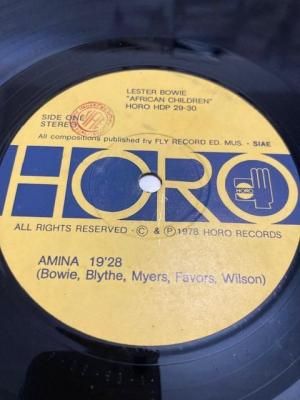 LESTER BOWIE
"AFRICAN CHILDREN"
HORO HDP 29-30
SIDE ONE
STEREO
All compositions published by FLY RECORD ED. MUS. - SIAE
HORO
HORO
ALL RIGHTS RESERVED - © & ℗ 1978 HORO RECORDS
AMINA 19'28
(Bowie, Blythe, Myers, Favors, Wilson)